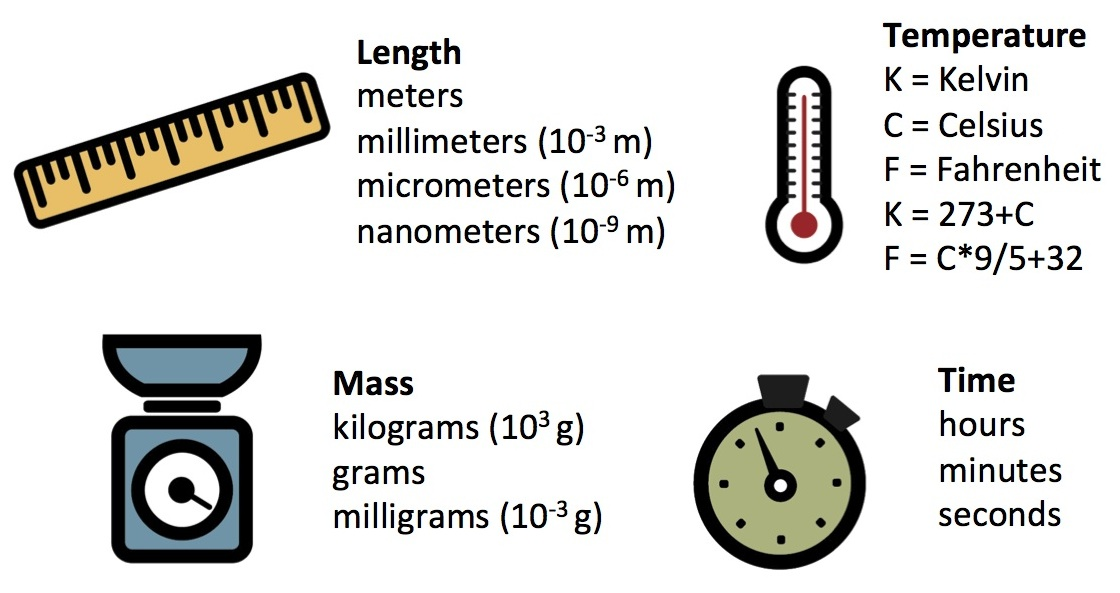 Length
meters
millimeters (10⁻³ m)
micrometers (10⁻⁶ m)
nanometers (10⁻⁹ m)
Temperature
K = Kelvin
C = Celsius
F = Fahrenheit
K = 273+C
F = C*9/5+32
Mass
kilograms (10³ g)
grams
milligrams (10⁻³ g)
Time
hours
minutes
seconds